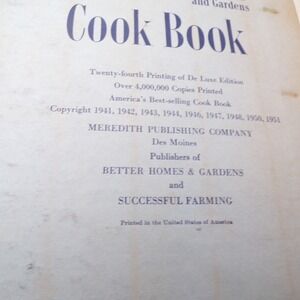 and Gardens
Cook Book
Twenty-fourth Printing of De Luxe Edition
Over 4,000,000 Copies Printed
America's Best-selling Cook Book
Copyright 1941, 1942, 1943, 1944, 1946, 1947, 1948, 1950, 1951
MEREDITH PUBLISHING COMPANY
Des Moines
Publishers of
BETTER HOMES & GARDENS
and
SUCCESSFUL FARMING
Printed in the United States of America